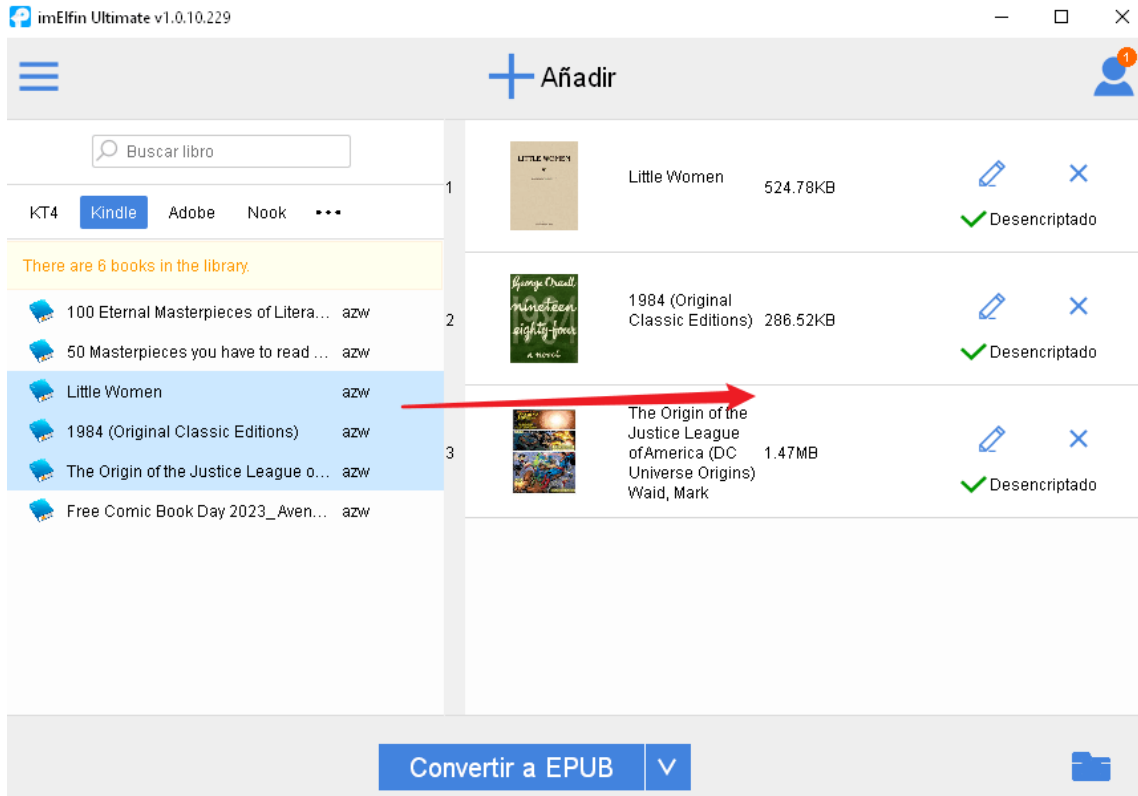 imElfin Ultimate v1.0.10.229
Añadir
1
Buscar libro
KT4 Kindle Adobe Nook •••
There are 6 books in the library.
100 Eternal Masterpieces of Litera... azw
50 Masterpieces you have to read ... azw
Little Women azw
1984 (Original Classic Editions) azw
The Origin of the Justice League o... azw
Free Comic Book Day 2023_Aven... azw
1
LITTLE WOMEN
Little Women
524.78KB
Desencriptado
2
George Orwell
1984
nineteen
eighty-four
a novel
1984 (Original
Classic Editions) 286.52KB
Desencriptado
3
The Origin of the
Justice League
of America (DC
Universe Origins)
Waid, Mark
1.47MB
Desencriptado
Convertir a EPUB